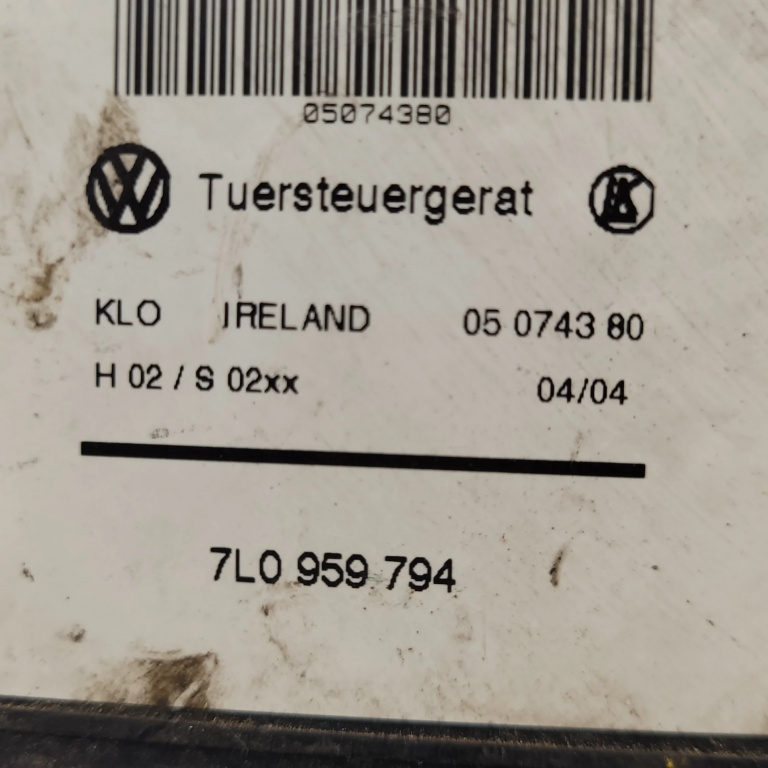 05074380
Tuersteuergerat
KLO IRELAND 05 0743 80
H 02 / S 02xx 04/04
7L0 959 794